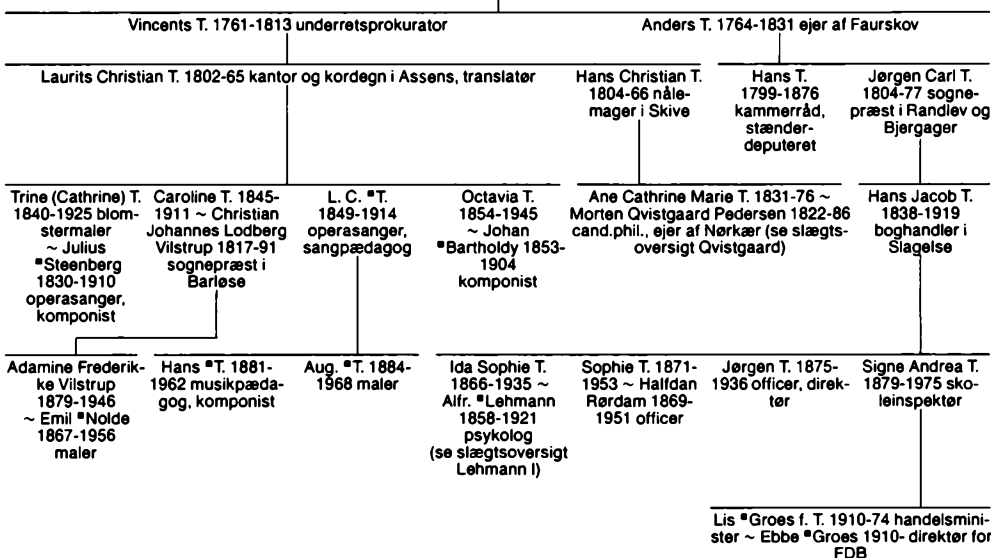 Vincents T. 1761-1813 underretsprokurator
Anders T. 1764-1831 ejer af Faurskov
Laurits Christian T. 1802-65 kantor og kordegn i Assens, translatør
Hans Christian T.
1804-66 nåle-
mager i Skive
Hans T.
1799-1876
kammerråd,
stænder-
deputeret
Jørgen Carl T.
1804-77 sogne-
præst i Randlev og
Bjergager
Trine (Cathrine) T.
1840-1925 blom-
stermaler
~ Julius
*Steenberg
1830-1910
operasanger,
komponist
Caroline T. 1845-
1911 ~ Christian
Johannes Lodberg
Vilstrup 1817-91
sognepræst i
Barløse
L. C. *T.
1849-1914
operasanger,
sangpædagog
Octavia T.
1854-1945
~ Johan
*Bartholdy 1853-
1904
komponist
Ane Cathrine Marie T. 1831-76 ~
Morten Qvistgaard Pedersen 1822-86
cand.phil., ejer af Nørkær (se slægts-
oversigt Qvistgaard)
Hans Jacob T.
1838-1919
boghandler i
Slagelse
Adamine Frederik-
ke Vilstrup
1879-1946
~ Emil *Nolde
1867-1956
maler
Hans *T. 1881-
1962 musikpæda-
gog, komponist
Aug. *T. 1884-
1968 maler
Ida Sophie T.
1866-1935 ~
Alfr. *Lehmann
1858-1921
psykolog
(se slægtsoversigt
Lehmann I)
Sophie T. 1871-
1953 ~ Halfdan
Rørdam 1869-
1951 officer
Jørgen T. 1875-
1936 officer, direk-
tør
Signe Andrea T.
1879-1975 sko-
leinspektør
Lis *Groes f. T. 1910-74 handelsmini-
ster ~ Ebbe *Groes 1910- direktør for
FDB